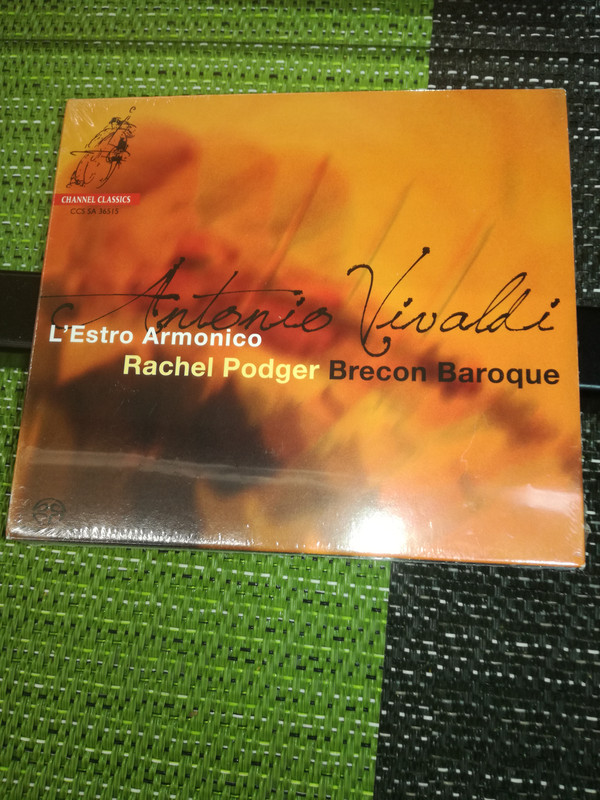 CHANNEL CLASSICS
CCS SA 36515
Antonio Vivaldi
L'Estro Armonico
Rachel Podger Brecon Baroque